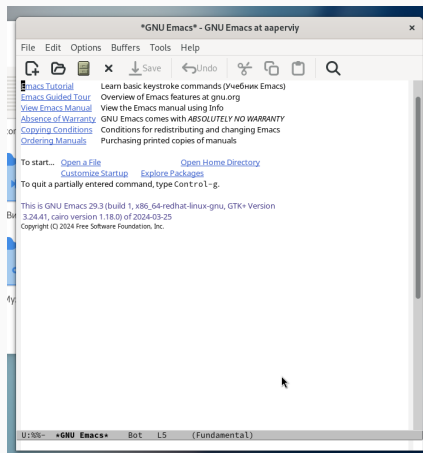 *GNU Emacs* - GNU Emacs at aaperviy ×
File Edit Options Buffers Tools Help
Save Undo
Emacs Tutorial Learn basic keystroke commands (Учебник Emacs)
Emacs Guided Tour Overview of Emacs features at gnu.org
View Emacs Manual View the Emacs manual using Info
Absence of Warranty GNU Emacs comes with ABSOLUTELY NO WARRANTY
Copying Conditions Conditions for redistributing and changing Emacs
Ordering Manuals Purchasing printed copies of manuals
To start... Open a File Open Home Directory
Customize Startup Explore Packages
To quit a partially entered command, type Control-g.
This is GNU Emacs 29.3 (build 1, x86_64-redhat-linux-gnu, GTK+ Version
3.24.41, cairo version 1.18.0) of 2024-03-25
Copyright (C) 2024 Free Software Foundation, Inc.
Ви
U:%%- *GNU Emacs* Bot L5 (Fundamental)